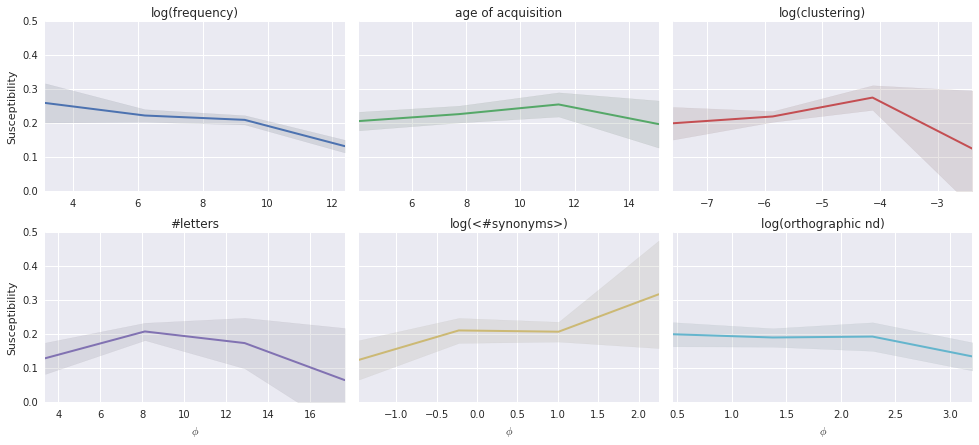 log(frequency) age of acquisition log(clustering)
0.5
0.4
0.3
0.2
0.1
0.0
Susceptibility
4 6 8 10 12 6 8 10 12 14 −7 −6 −5 −4 −3
#letters log(<#synonyms>) log(orthographic nd)
0.5
0.4
0.3
0.2
0.1
0.0
Susceptibility
4 6 8 10 12 14 16 −1.0 −0.5 0.0 0.5 1.0 1.5 2.0 0.5 1.0 1.5 2.0 2.5 3.0
ϕ ϕ ϕ